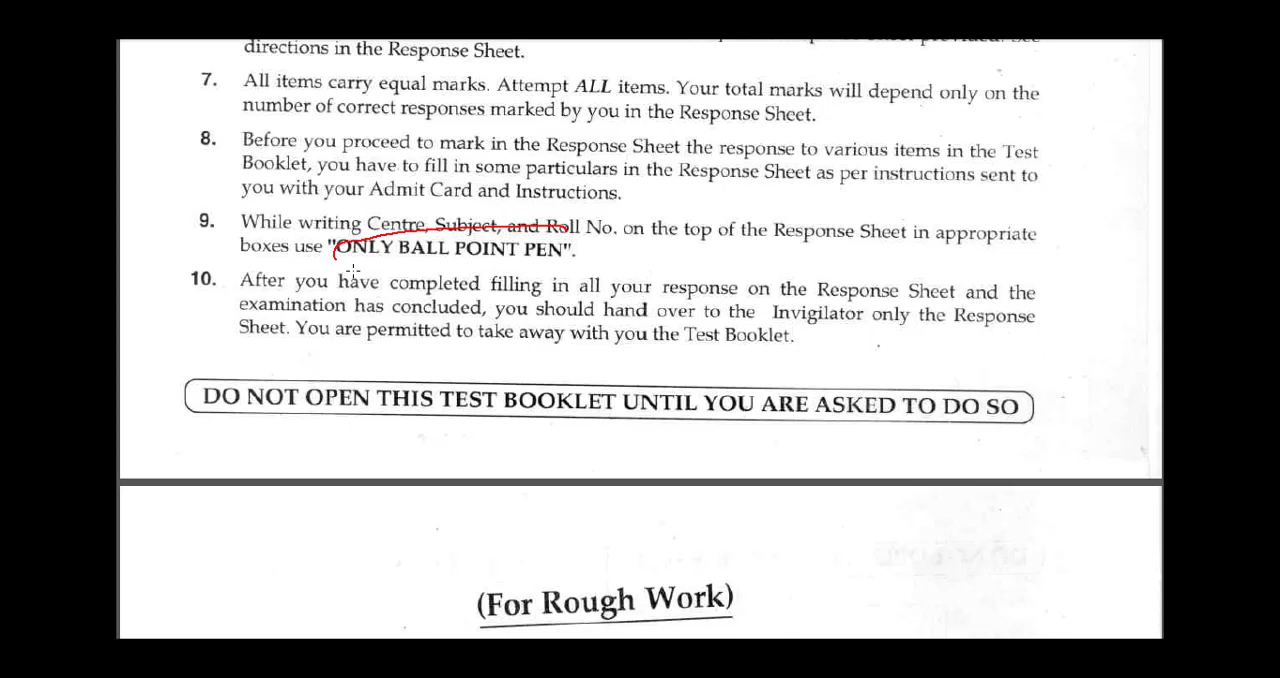 directions in the Response Sheet.
7. All items carry equal marks. Attempt ALL items. Your total marks will depend only on the
number of correct responses marked by you in the Response Sheet.
8. Before you proceed to mark in the Response Sheet the response to various items in the Test
Booklet, you have to fill in some particulars in the Response Sheet as per instructions sent to
you with your Admit Card and Instructions.
9. While writing Centre, Subject, and Roll No. on the top of the Response Sheet in appropriate
boxes use "ONLY BALL POINT PEN".
10. After you have completed filling in all your response on the Response Sheet and the
examination has concluded, you should hand over to the Invigilator only the Response
Sheet. You are permitted to take away with you the Test Booklet.
DO NOT OPEN THIS TEST BOOKLET UNTIL YOU ARE ASKED TO DO SO
(For Rough Work)